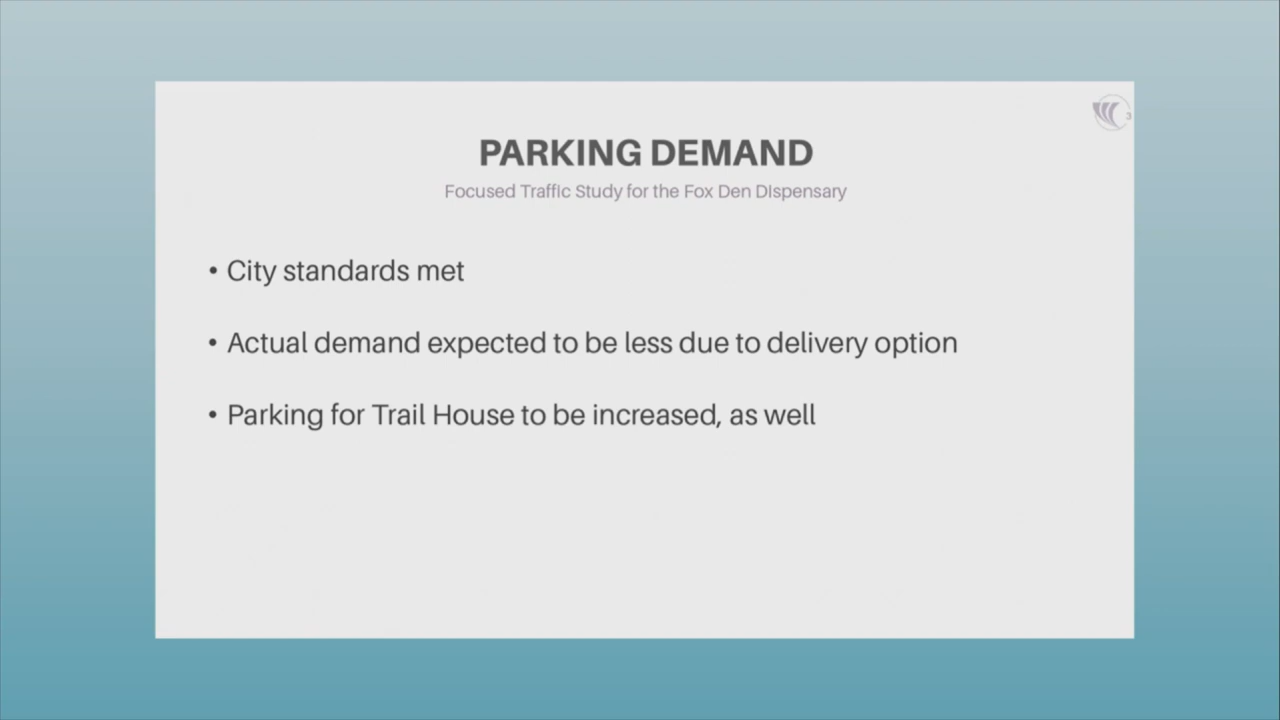 3
PARKING DEMAND
Focused Traffic Study for the Fox Den DIspensary
• City standards met
• Actual demand expected to be less due to delivery option
• Parking for Trail House to be increased, as well